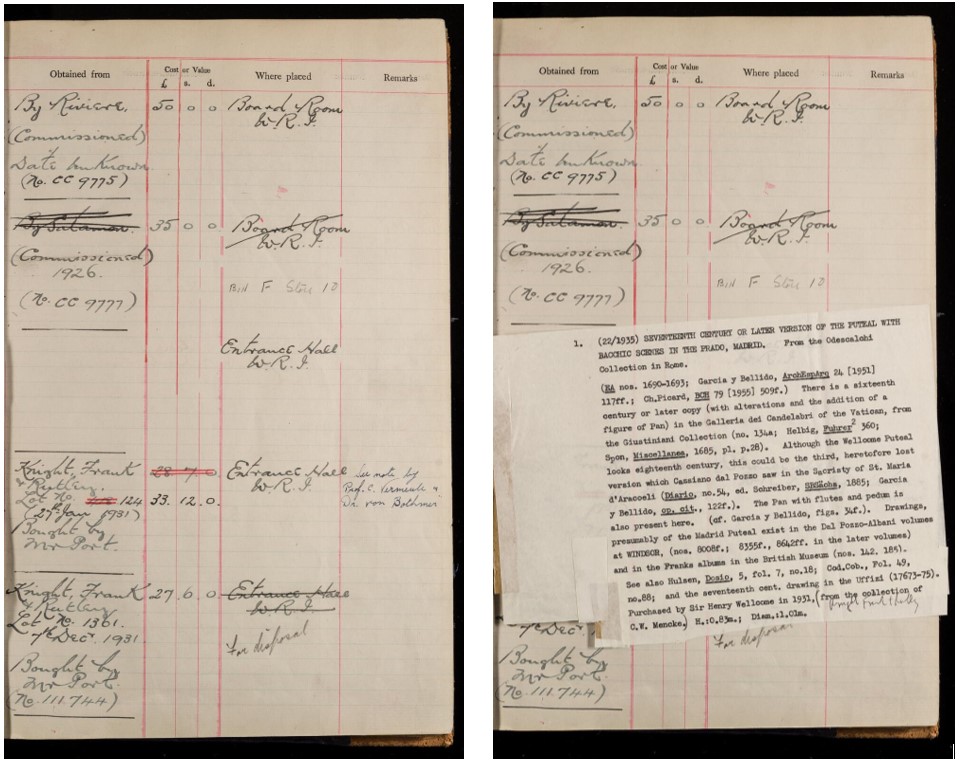 Obtained from
Cost or Value
£ s. d.
Where placed
Remarks
By Riviere.
50 0 0
Board Room
W.R.I.
(Commissioned)
Date unknown
(No. CC 9775)
By Salaman.
35 0 0
Board Room
W.R.I.
(Commissioned)
1926.
Bin F Store 10
(No. CC 9777)
Entrance Hall
W.R.I.
Knight, Frank
& Rutley.
28 7 0
Entrance Hall
W.R.I.
See note by
Prof. C. Vermeule &
Dr von Bothmer
Lot No. 124
33. 12. 0.
(27th Jan 1931)
Bought by
Mr Port.
Knight, Frank
& Rutley
27. 6. 0
Entrance Hall
W.R.I.
Lot No. 1361.
7th Dec. 1931.
For disposal
Bought by
Mr Port.
(No. 111,744)
Obtained from
Cost or Value
£ s. d.
Where placed
Remarks
By Riviere.
50 0 0
Board Room
W.R.I.
(Commissioned)
Date unknown
(No. CC 9775)
By Salaman.
35 0 0
Board Room
W.R.I.
(Commissioned)
1926.
Bin F Store 10
(No. CC 9777)
1. (22/1935) SEVENTEENTH CENTURY OR LATER VERSION OF THE PUTEAL WITH
BACCHIC SCENES IN THE PRADO, MADRID. From the Odescalchi
Collection in Rome.
(EA nos. 1690-1693; Garcia y Bellido, ArchEspArq 24 [1951]
117ff.; Ch.Picard, BCH 79 [1955] 509f.) There is a sixteenth
century or later copy (with alterations and the addition of a
figure of Pan) in the Galleria dei Candelabri of the Vatican, from
the Giustiniani Collection (no. 134a; Helbig, Fuhrer2 360;
Spon, Miscellanea, 1685, pl. p.28). Although the Wellcome Puteal
looks eighteenth century, this could be the third, heretofore lost
version which Cassiano dal Pozzo saw in the Sacristy of St. Maria
d'Aracoeli (Diario, no.54, ed. Schreiber, 1885; Garcia
y Bellido, op. cit., 122f.). The Pan with flutes and pedum is
also present here. (cf. Garcia y Bellido, figs. 34f.). Drawings,
presumably of the Madrid Puteal exist in the Dal Pozzo-Albani volumes
at WINDSOR, (nos. 8008f.; 8355f., 8642ff. in the later volumes)
and in the Franks albums in the British Museum (nos. 142, 185).
See also Hulsen, Dosio, 5, fol. 7, no.18; Cod.Cob., Fol. 49,
no.88; and the seventeenth cent. drawing in the Uffizi (17673-75).
Purchased by Sir Henry Wellcome in 1931, (from the collection of
C.W. Mencke.) H.:0.83m.; Diam.:1.01m.
7th Dec.
For disposal
Bought by
Mr Port.
(No. 111,744)